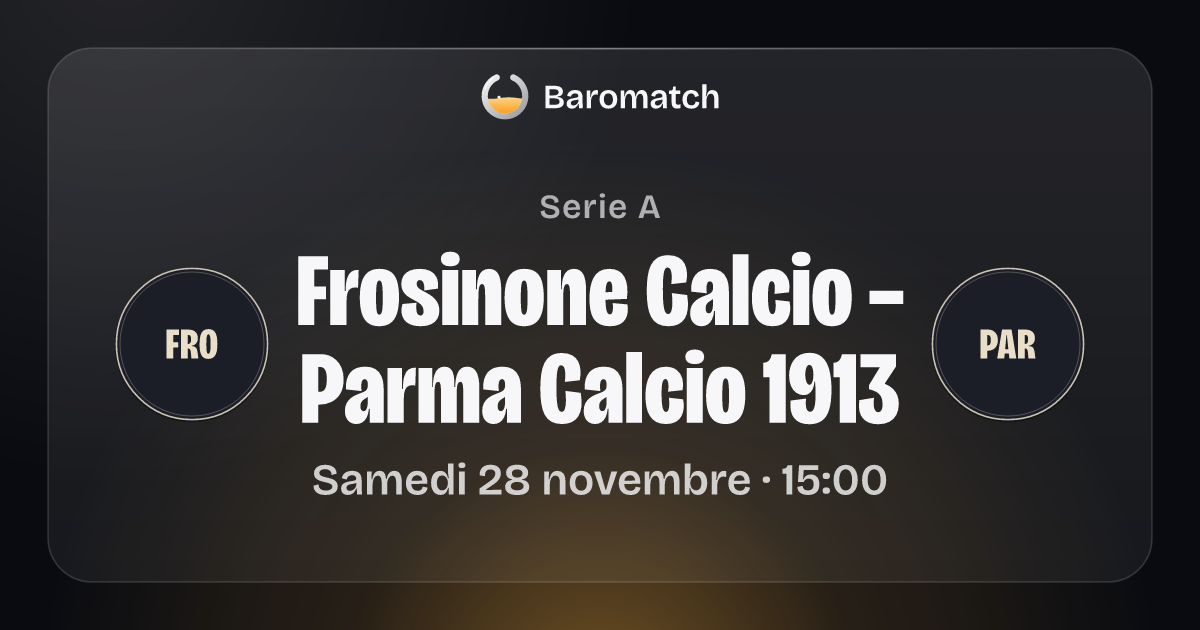 Baromatch
Serie A
FRO
Frosinone Calcio –
Parma Calcio 1913
PAR
Samedi 28 novembre · 15:00